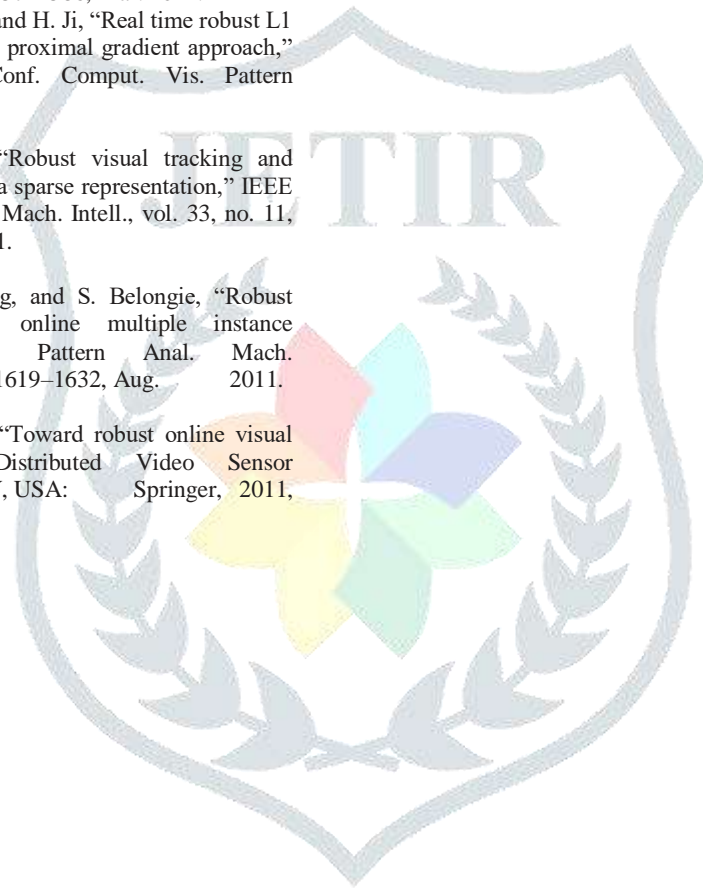 and H. Ji, “Real time robust L1
proximal gradient approach,”
Conf. Comput. Vis. Pattern
“Robust visual tracking and
a sparse representation,” IEEE
Mach. Intell., vol. 33, no. 11,
1.
g, and S. Belongie, “Robust
online multiple instance
Pattern Anal. Mach.
1619–1632, Aug. 2011.
“Toward robust online visual
Distributed Video Sensor
USA: Springer, 2011,
JETIR